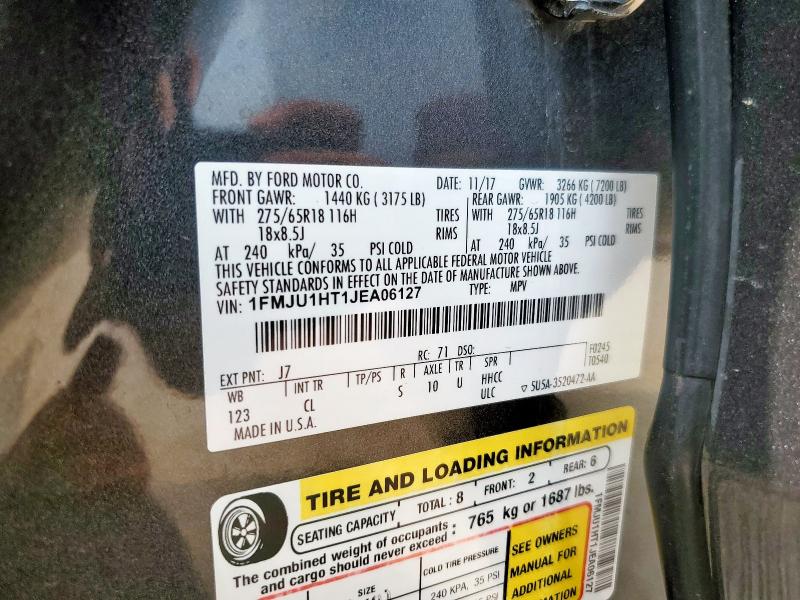 MFD. BY FORD MOTOR CO. DATE: 11/17 GVWR: 3266 KG ( 7200 LB)
FRONT GAWR: 1440 KG ( 3175 LB) REAR GAWR: 1905 KG ( 4200 LB)
WITH 275/65R18 116H TIRES WITH 275/65R18 116H TIRES
18x8.5J RIMS 18x8.5J RIMS
AT 240 kPa/ 35 PSI COLD AT 240 kPa/ 35 PSI COLD
THIS VEHICLE CONFORMS TO ALL APPLICABLE FEDERAL MOTOR VEHICLE
SAFETY STANDARDS IN EFFECT ON THE DATE OF MANUFACTURE SHOWN ABOVE.
VIN: 1FMJU1HT1JEA06127 TYPE: MPV
EXT PNT: J7 RC: 71 DSO: F0245
T0540
WB INT TR TP/PS R AXLE TR SPR
123 CL S 10 U HHCC
ULC ▽ 5U5A-3520472-AA
MADE IN U.S.A.
TIRE AND LOADING INFORMATION
SEATING CAPACITY TOTAL : 8 FRONT: 2 REAR: 6
The combined weight of occupants
and cargo should never exceed : 765 kg or 1687 lbs.
SIZE COLD TIRE PRESSURE
240 KPA, 35 PSI
SEE OWNERS
MANUAL FOR
ADDITIONAL
INFORMATION
1FMJU1HT1JEA06127